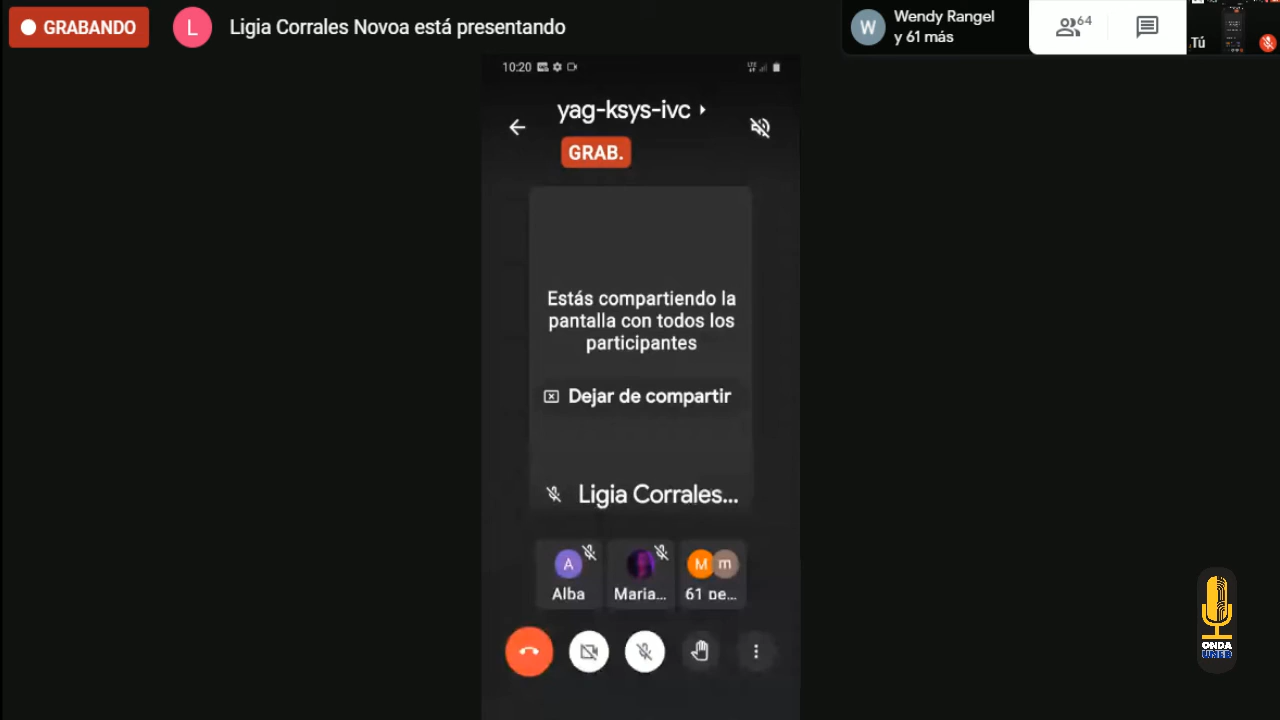 GRABANDO
L
Ligia Corrales Novoa está presentando
W
Wendy Rangel
y 61 más
64
Tú
10:20
LTE
yag-ksys-ivc
GRAB.
Estás compartiendo la
pantalla con todos los
participantes
Dejar de compartir
Ligia Corrales...
A
M
m
Alba
Maria...
61 pe...
ONDA